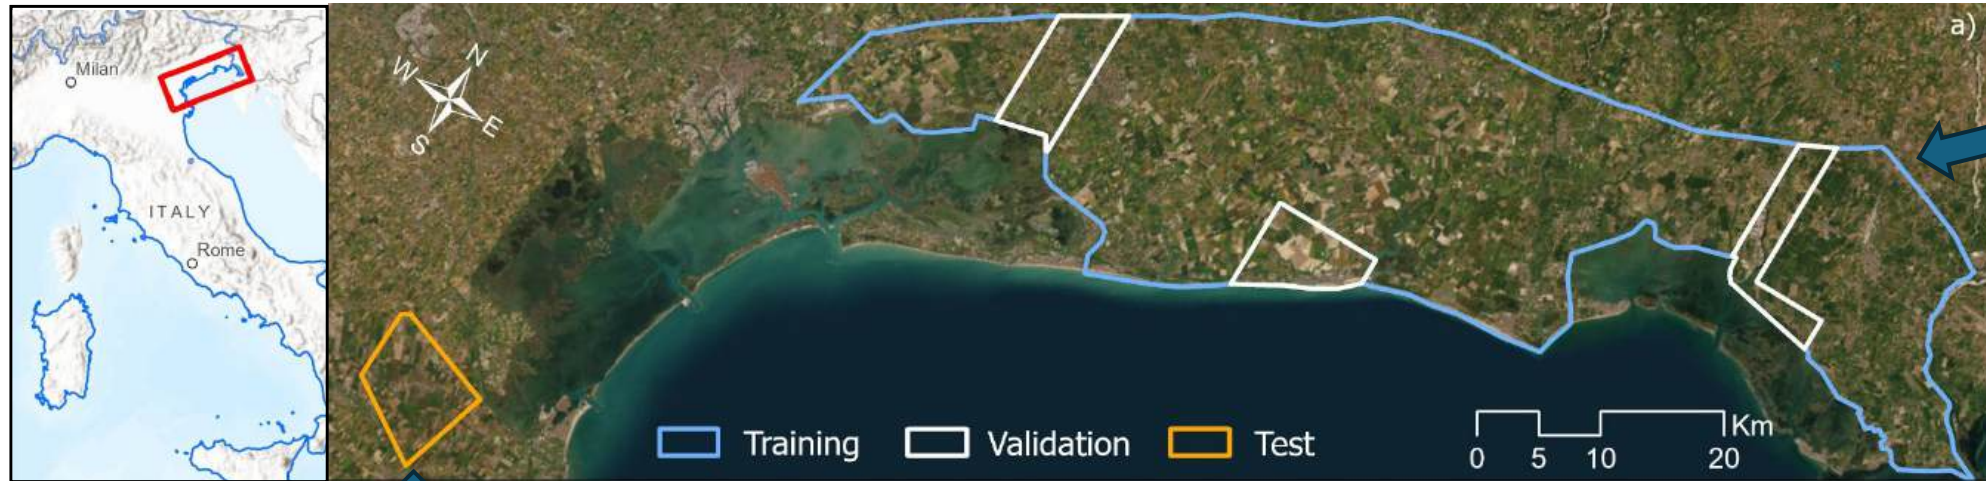 Milan
ITALY
Rome
a)
N
W
E
S
Training
Validation
Test
Km
0 5 10 20